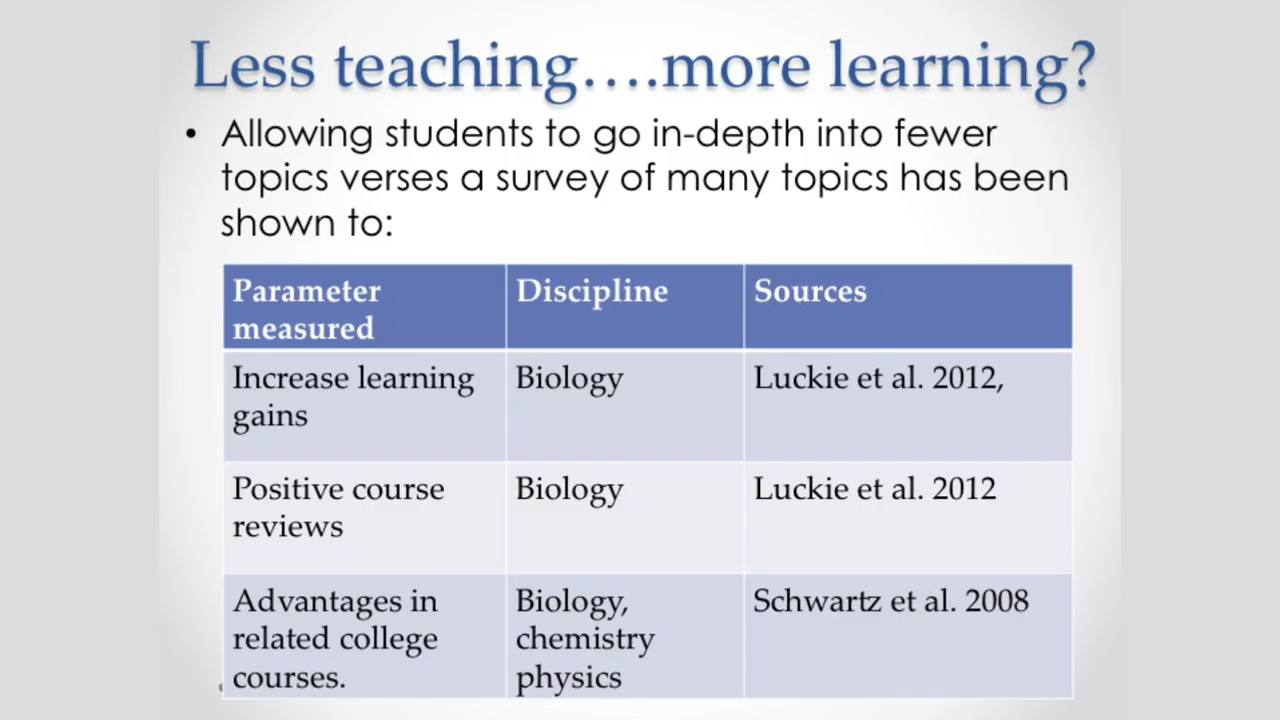 Less teaching….more learning?
• Allowing students to go in-depth into fewer
topics verses a survey of many topics has been
shown to:
Parameter measured Discipline Sources
Increase learning gains Biology Luckie et al. 2012,
Positive course reviews Biology Luckie et al. 2012
Advantages in related college courses. Biology, chemistry physics Schwartz et al. 2008